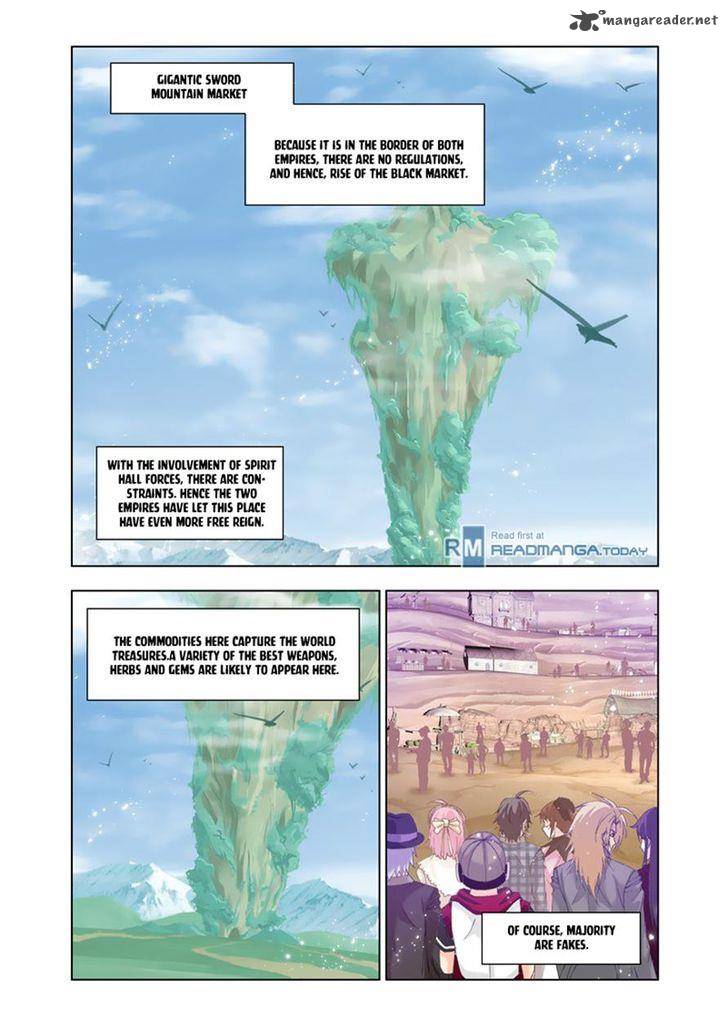 mangareader.net
GIGANTIC SWORD
MOUNTAIN MARKET
BECAUSE IT IS IN THE BORDER OF BOTH
EMPIRES, THERE ARE NO REGULATIONS,
AND HENCE, RISE OF THE BLACK MARKET.
WITH THE INVOLVEMENT OF SPIRIT
HALL FORCES, THERE ARE CON-
STRAINTS. HENCE THE TWO
EMPIRES HAVE LET THIS PLACE
HAVE EVEN MORE FREE REIGN.
RM
Read first at
READMANGA.TODAY
THE COMMODITIES HERE CAPTURE THE WORLD
TREASURES.A VARIETY OF THE BEST WEAPONS,
HERBS AND GEMS ARE LIKELY TO APPEAR HERE.
OF COURSE, MAJORITY
ARE FAKES.